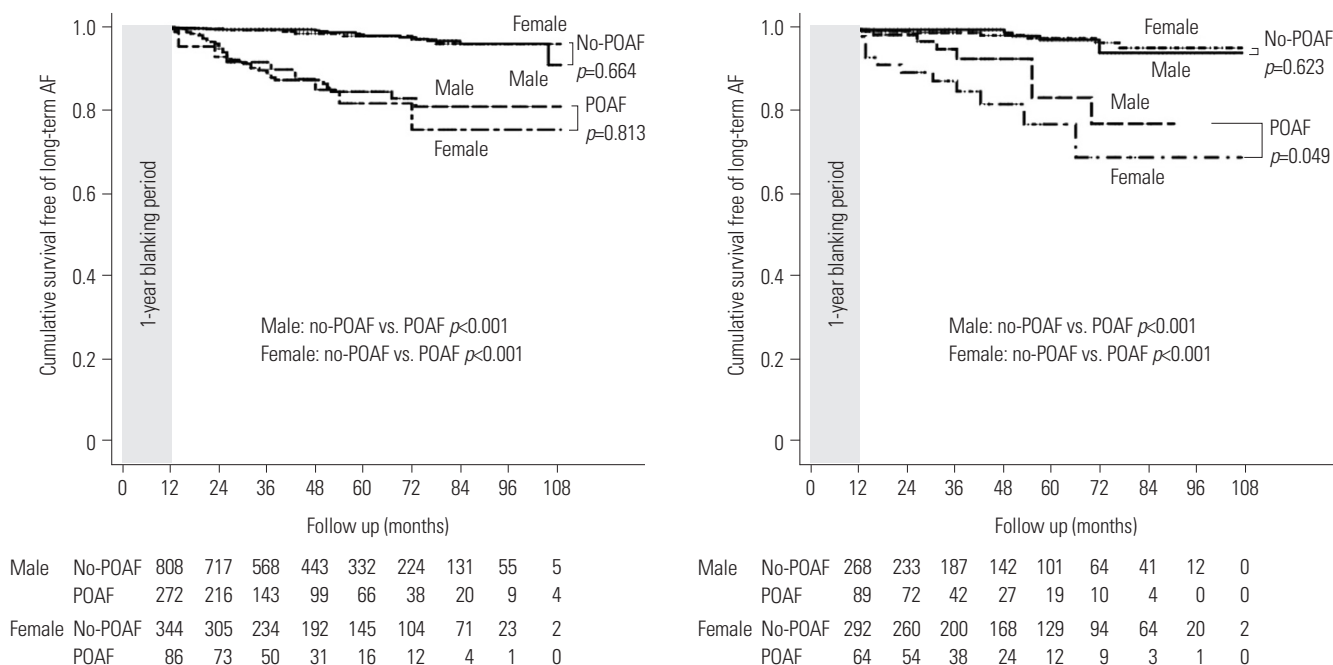 Cumulative survival free of long-term AF
1.0
0.8
0.6
0.4
0.2
0
1-year blanking period
Female
No-POAF
p=0.664
Male
Male
POAF
p=0.813
Female
Male: no-POAF vs. POAF p<0.001
Female: no-POAF vs. POAF p<0.001
0 12 24 36 48 60 72 84 96 108
Follow up (months)
Male No-POAF 808 717 568 443 332 224 131 55 5
POAF 272 216 143 99 66 38 20 9 4
Female No-POAF 344 305 234 192 145 104 71 23 2
POAF 86 73 50 31 16 12 4 1 0
Cumulative survival free of long-term AF
1.0
0.8
0.6
0.4
0.2
0
1-year blanking period
Female
No-POAF
p=0.623
Male
Male
POAF
p=0.049
Female
Male: no-POAF vs. POAF p<0.001
Female: no-POAF vs. POAF p<0.001
0 12 24 36 48 60 72 84 96 108
Follow up (months)
Male No-POAF 268 233 187 142 101 64 41 12 0
POAF 89 72 42 27 19 10 4 0 0
Female No-POAF 292 260 200 168 129 94 64 20 2
POAF 64 54 38 24 12 9 3 1 0